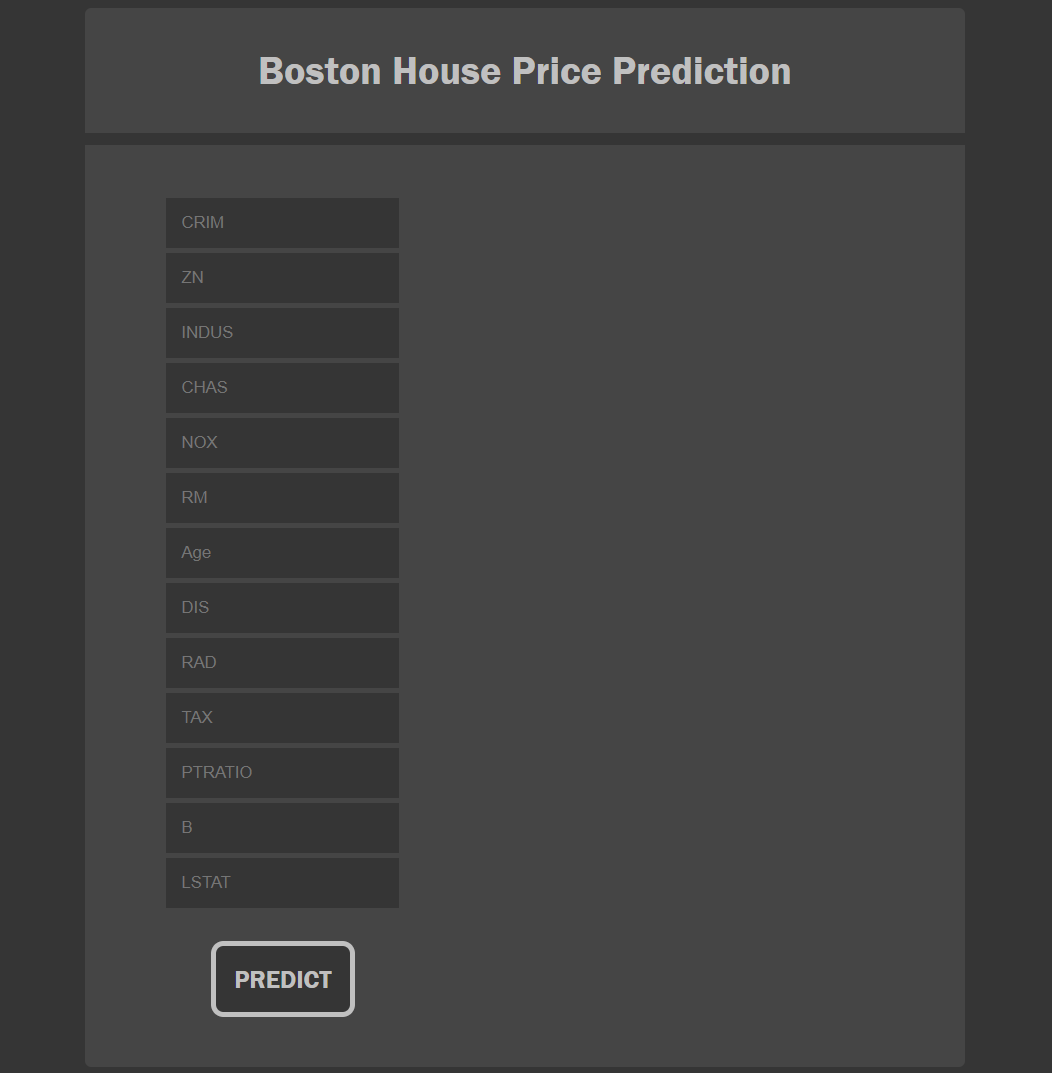 Boston House Price Prediction
CRIM
ZN
INDUS
CHAS
NOX
RM
Age
DIS
RAD
TAX
PTRATIO
B
LSTAT
PREDICT